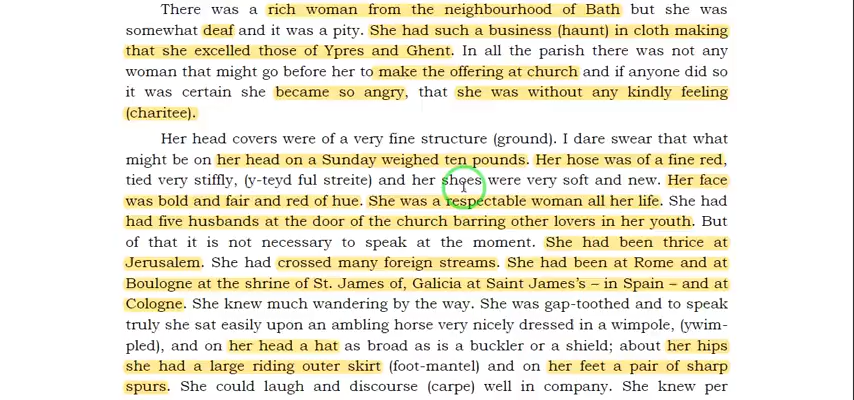 There was a rich woman from the neighbourhood of Bath but she was
somewhat deaf and it was a pity. She had such a business (haunt) in cloth making
that she excelled those of Ypres and Ghent. In all the parish there was not any
woman that might go before her to make the offering at church and if anyone did so
it was certain she became so angry, that she was without any kindly feeling
(charitee).
Her head covers were of a very fine structure (ground). I dare swear that what
might be on her head on a Sunday weighed ten pounds. Her hose was of a fine red,
tied very stiffly, (y-teyd ful streite) and her shoes were very soft and new. Her face
was bold and fair and red of hue. She was a respectable woman all her life. She had
had five husbands at the door of the church barring other lovers in her youth. But
of that it is not necessary to speak at the moment. She had been thrice at
Jerusalem. She had crossed many foreign streams. She had been at Rome and at
Boulogne at the shrine of St. James of, Galicia at Saint James's – in Spain – and at
Cologne. She knew much wandering by the way. She was gap-toothed and to speak
truly she sat easily upon an ambling horse very nicely dressed in a wimpole, (ywim-
pled), and on her head a hat as broad as is a buckler or a shield; about her hips
she had a large riding outer skirt (foot-mantel) and on her feet a pair of sharp
spurs. She could laugh and discourse (carpe) well in company. She knew per